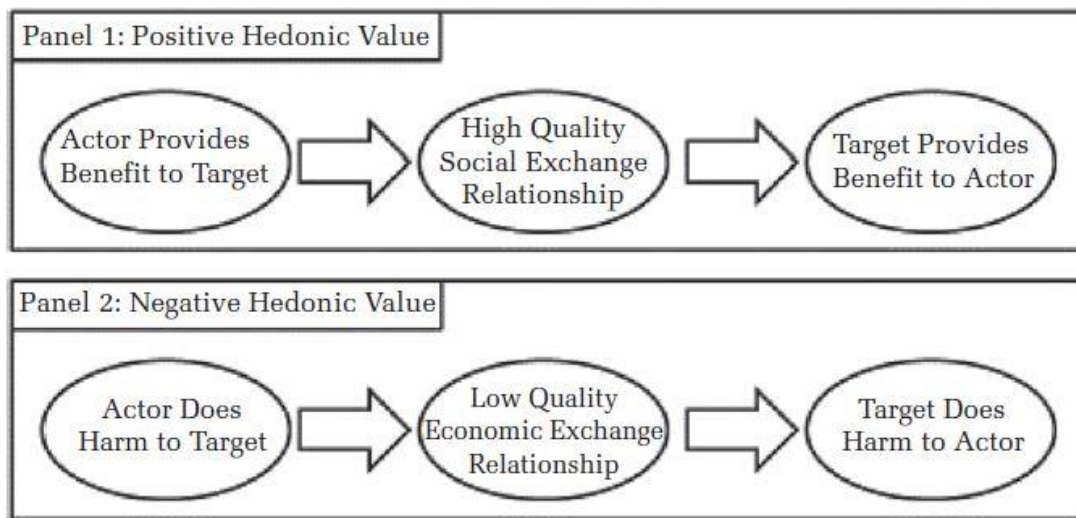 Panel 1: Positive Hedonic Value
Actor Provides
Benefit to Target
High Quality
Social Exchange
Relationship
Target Provides
Benefit to Actor
Panel 2: Negative Hedonic Value
Actor Does
Harm to Target
Low Quality
Economic Exchange
Relationship
Target Does
Harm to Actor